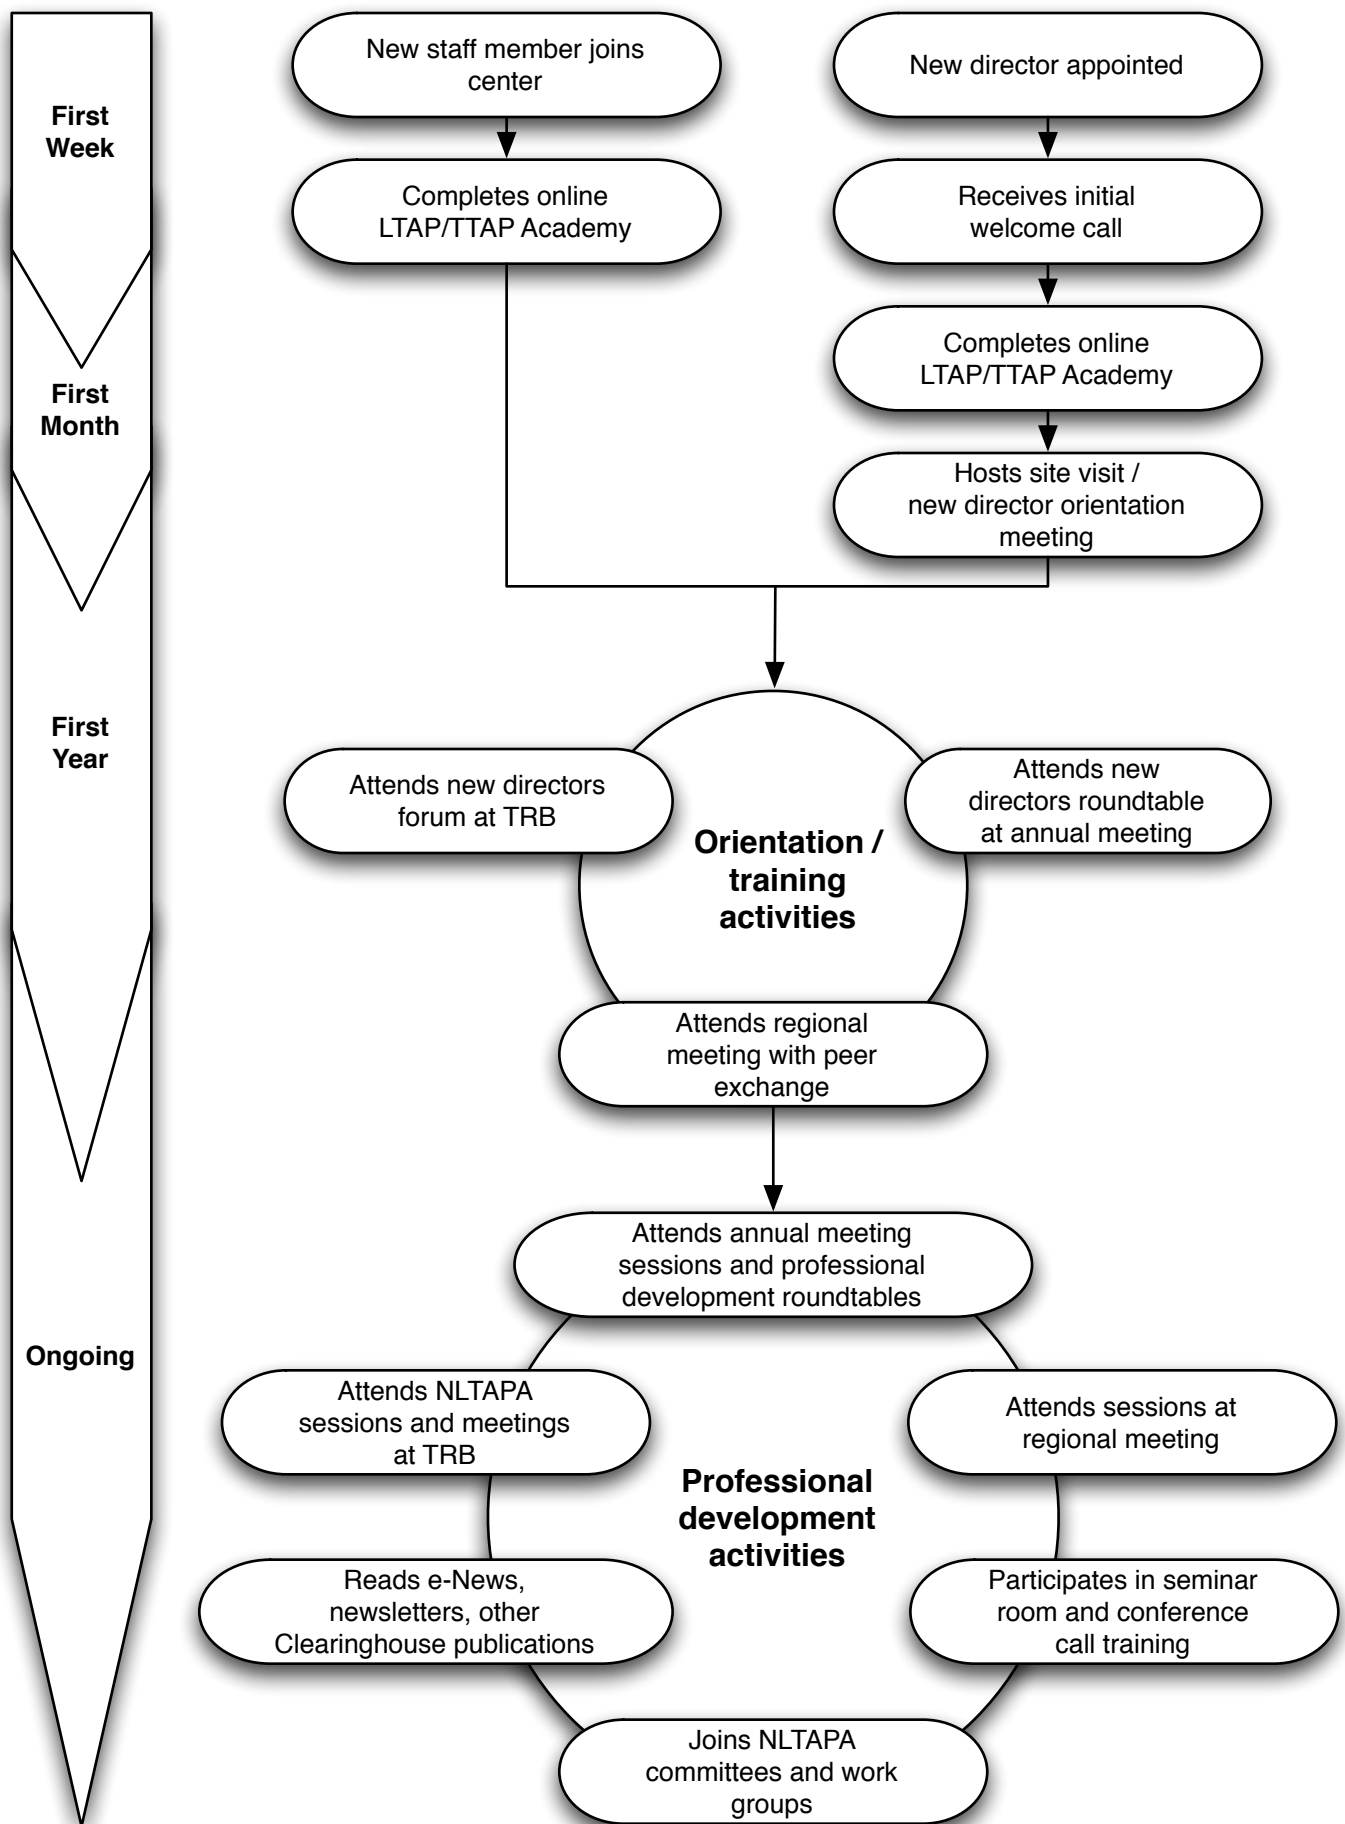 New staff member joins
center
New director appointed
First
Week
Completes online
LTAP/TTAP Academy
Receives initial
welcome call
Completes online
LTAP/TTAP Academy
First
Month
Hosts site visit /
new director orientation
meeting
First
Year
Attends new directors
forum at TRB
Attends new
directors roundtable
at annual meeting
Orientation /
training
activities
Attends regional
meeting with peer
exchange
Attends annual meeting
sessions and professional
development roundtables
Ongoing
Attends NLTAPA
sessions and meetings
at TRB
Attends sessions at
regional meeting
Professional
development
activities
Reads e-News,
newsletters, other
Clearinghouse publications
Participates in seminar
room and conference
call training
Joins NLTAPA
committees and work
groups